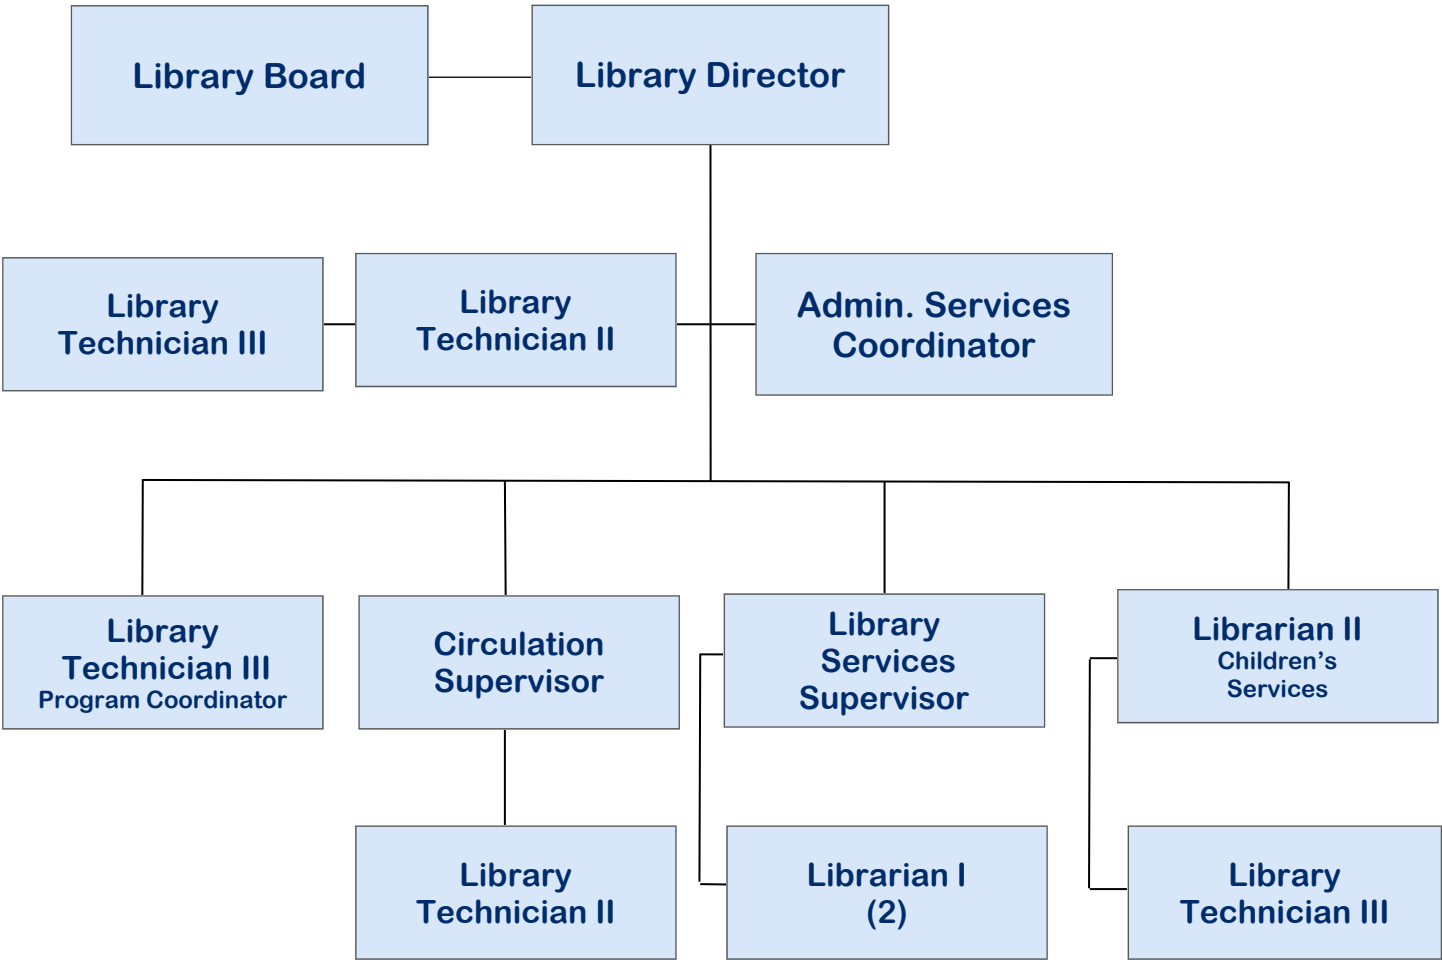 Library Board
Library Director
Library
Technician III
Library
Technician II
Admin. Services
Coordinator
Library
Technician III
Program Coordinator
Circulation
Supervisor
Library
Services
Supervisor
Librarian II
Children’s
Services
Library
Technician II
Librarian I
(2)
Library
Technician III